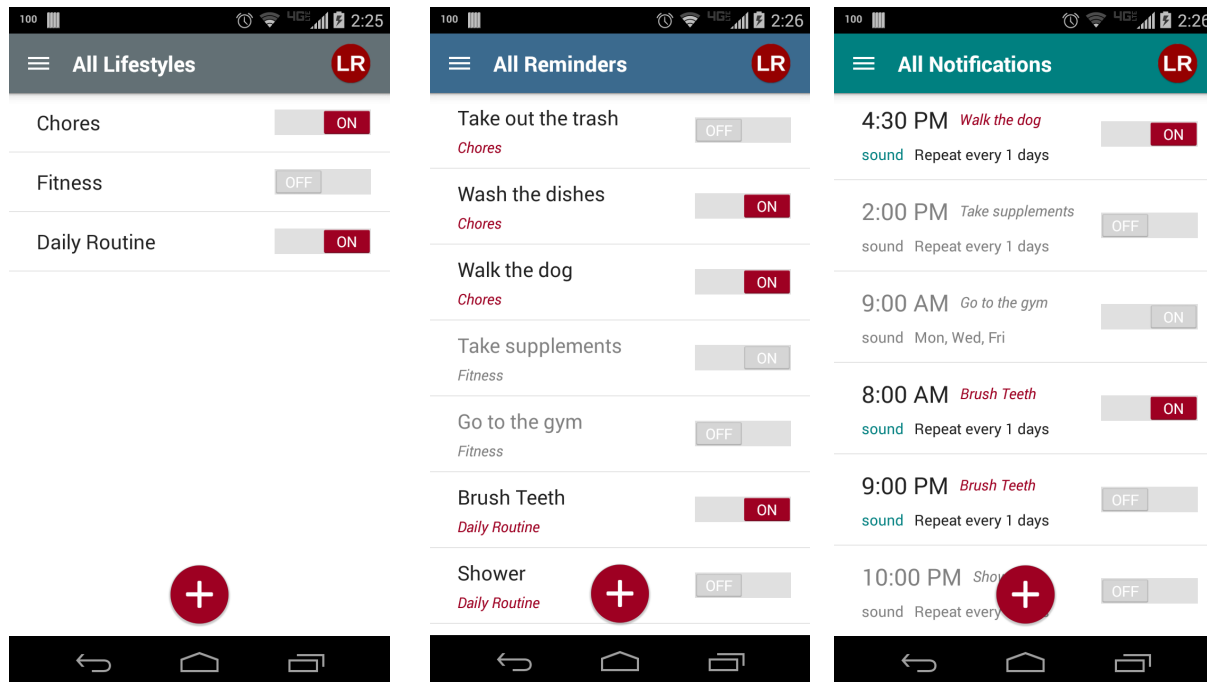 100 4G 2:25
All Lifestyles LR
Chores ON
Fitness OFF
Daily Routine ON
100 4G 2:26
All Reminders LR
Take out the trash OFF
Chores
Wash the dishes ON
Chores
Walk the dog ON
Chores
Take supplements ON
Fitness
Go to the gym OFF
Fitness
Brush Teeth ON
Daily Routine
Shower OFF
Daily Routine
100 4G 2:26
All Notifications LR
4:30 PM Walk the dog ON
sound Repeat every 1 days
2:00 PM Take supplements OFF
sound Repeat every 1 days
9:00 AM Go to the gym ON
sound Mon, Wed, Fri
8:00 AM Brush Teeth ON
sound Repeat every 1 days
9:00 PM Brush Teeth OFF
sound Repeat every 1 days
10:00 PM Show OFF
sound Repeat every